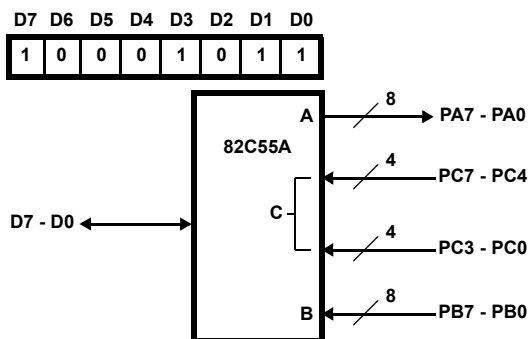 D7 D6 D5 D4 D3 D2 D1 D0
1 0 0 0 1 0 1 1
A 8 PA7 - PA0
82C55A
4 PC7 - PC4
C
D7 - D0
4 PC3 - PC0
B 8 PB7 - PB0